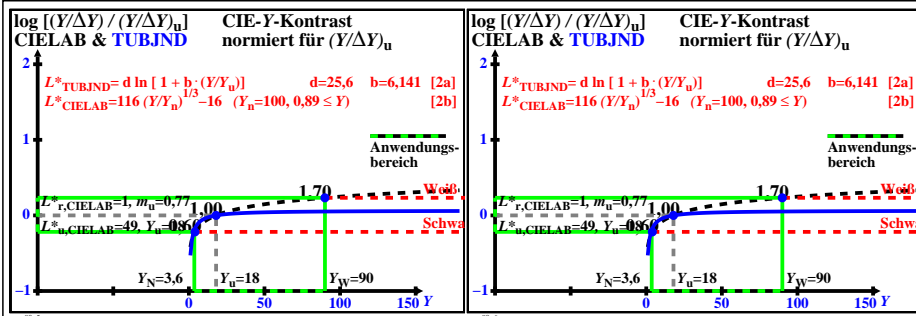 log [(Y/ΔY) / (Y/ΔY)u]
CIE-Y-Kontrast
CIELAB & TUBJND
normiert für (Y/ΔY)u
2
L*TUBJND= d ln [ 1 + b·(Y/Yu)] d=25,6 b=6,141 [2a]
L*CIELAB=116 (Y/Yn)1/3−16 (Yn=100, 0,89 ≤ Y) [2b]
1
Anwendungs-
bereich
1,70
Weiß
L*r,CIELAB=1, mu=0,77
1,00
0
L*u,CIELAB=49, Yu=18
Schwa
YN=3,6
Yu=18
YW=90
−1
0
50
100
150
Y
log [(Y/ΔY) / (Y/ΔY)u]
CIE-Y-Kontrast
CIELAB & TUBJND
normiert für (Y/ΔY)u
2
L*TUBJND= d ln [ 1 + b·(Y/Yu)] d=25,6 b=6,141 [2a]
L*CIELAB=116 (Y/Yn)1/3−16 (Yn=100, 0,89 ≤ Y) [2b]
1
Anwendungs-
bereich
1,70
Weiß
L*r,CIELAB=1, mu=0,77
1,00
0
L*u,CIELAB=49, Yu=18
Schwa
YN=3,6
Yu=18
YW=90
−1
0
50
100
150
Y